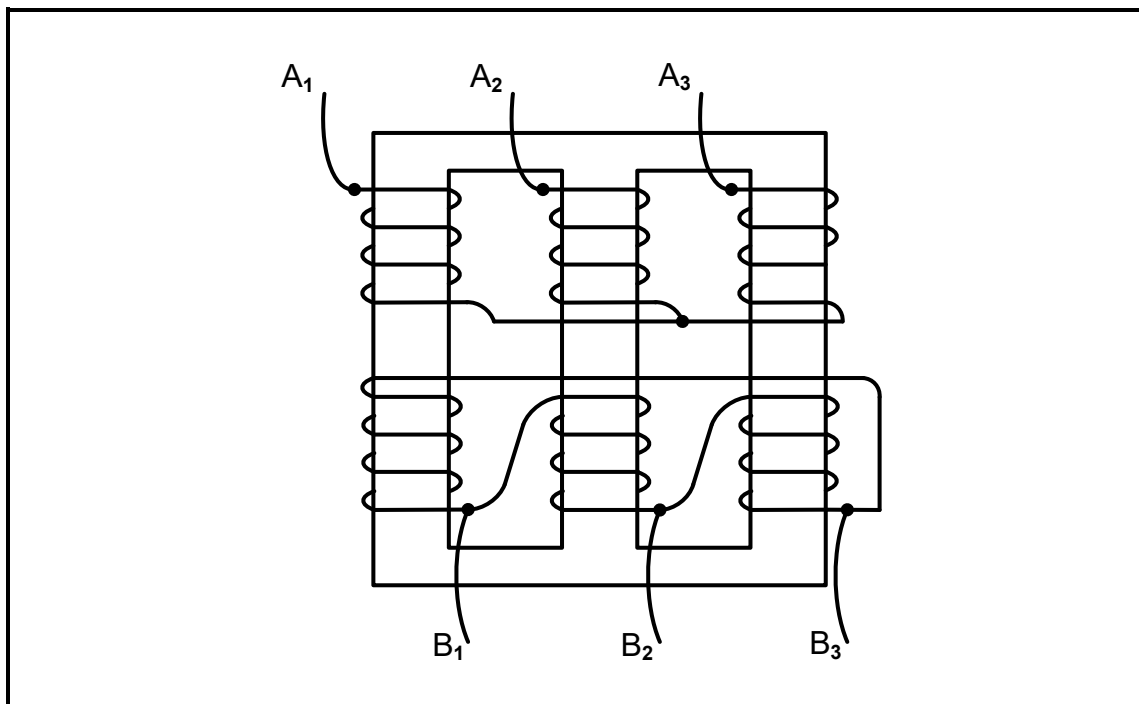 A₁ A₂ A₃
B₁ B₂ B₃